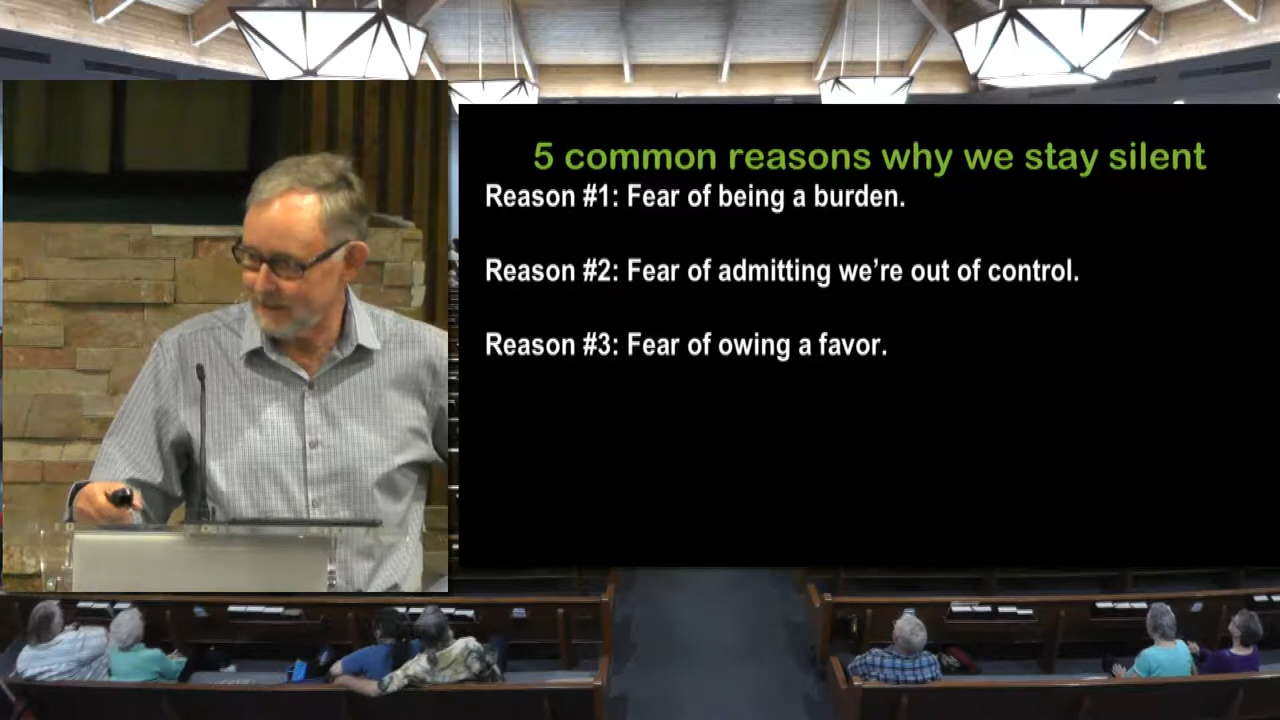 5 common reasons why we stay silent
Reason #1: Fear of being a burden.
Reason #2: Fear of admitting we’re out of control.
Reason #3: Fear of owing a favor.